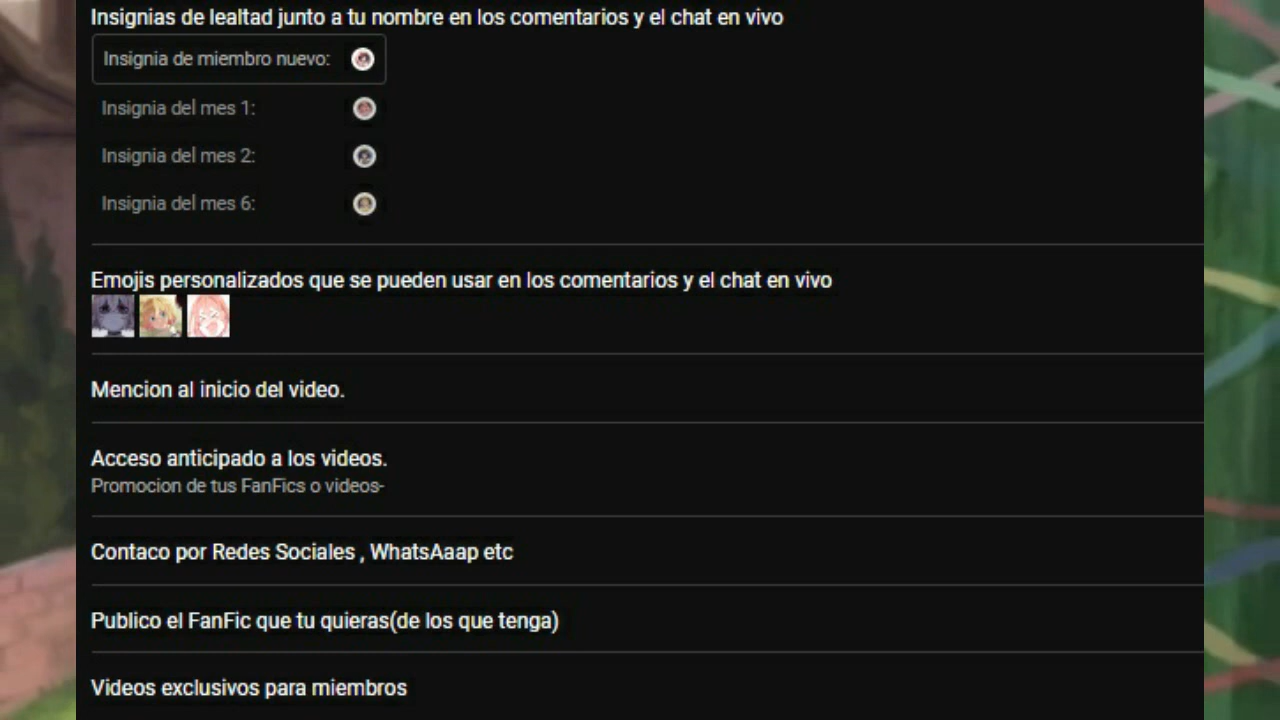 Insignias de lealtad junto a tu nombre en los comentarios y el chat en vivo
Insignia de miembro nuevo:
Insignia del mes 1:
Insignia del mes 2:
Insignia del mes 6:
Emojis personalizados que se pueden usar en los comentarios y el chat en vivo
Mencion al inicio del video.
Acceso anticipado a los videos.
Promocion de tus FanFics o videos-
Contaco por Redes Sociales , WhatsAaap etc
Publico el FanFic que tu quieras(de los que tenga)
Videos exclusivos para miembros